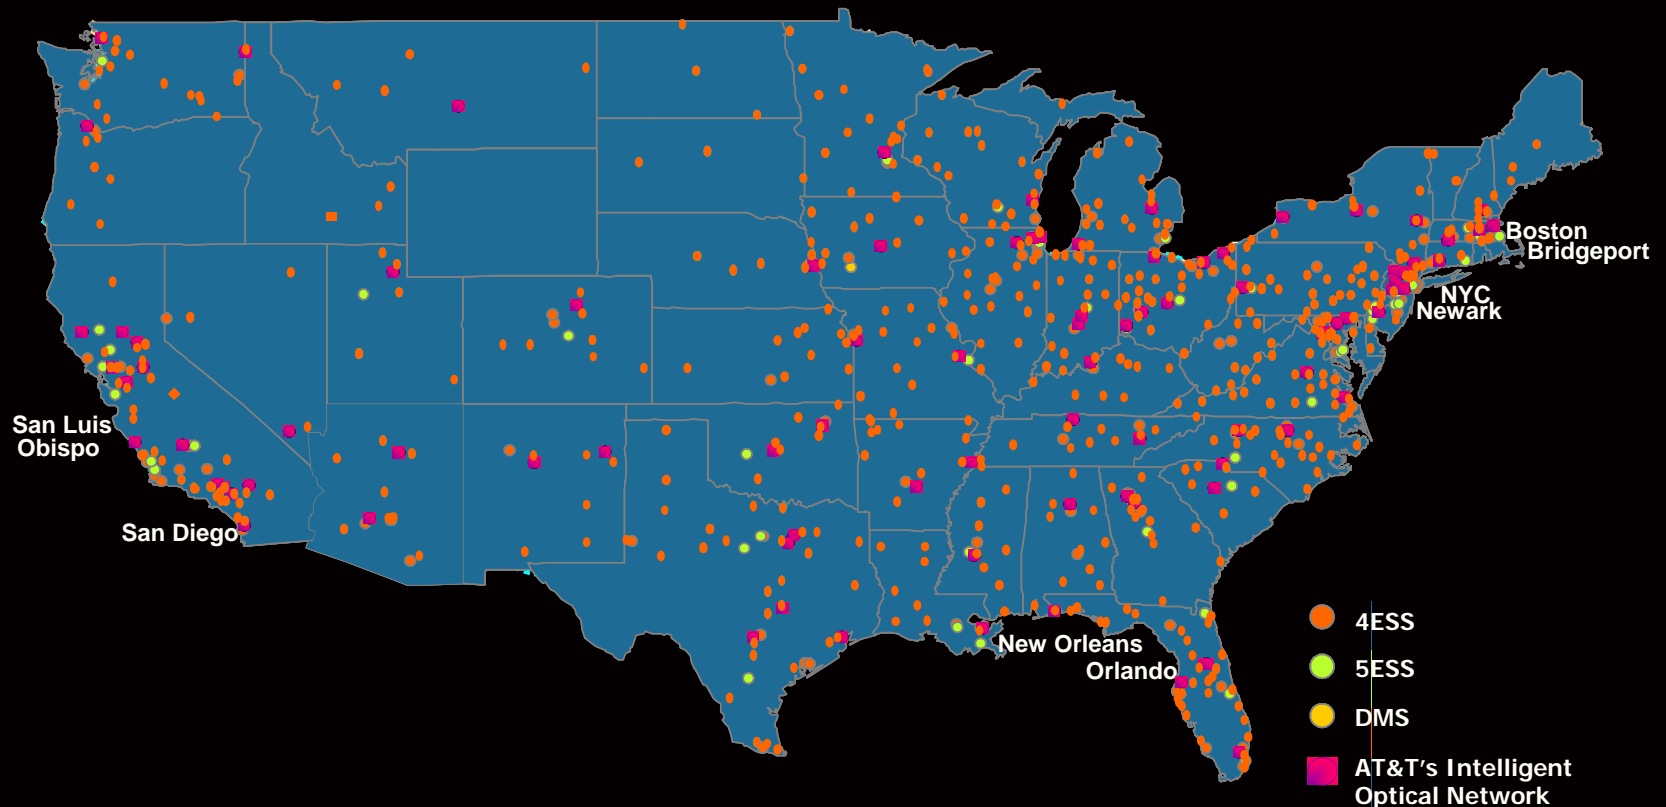 Boston
Bridgeport
NYC
Newark
San Luis
Obispo
San Diego
New Orleans
Orlando
4ESS
5ESS
DMS
AT&T's Intelligent
Optical Network